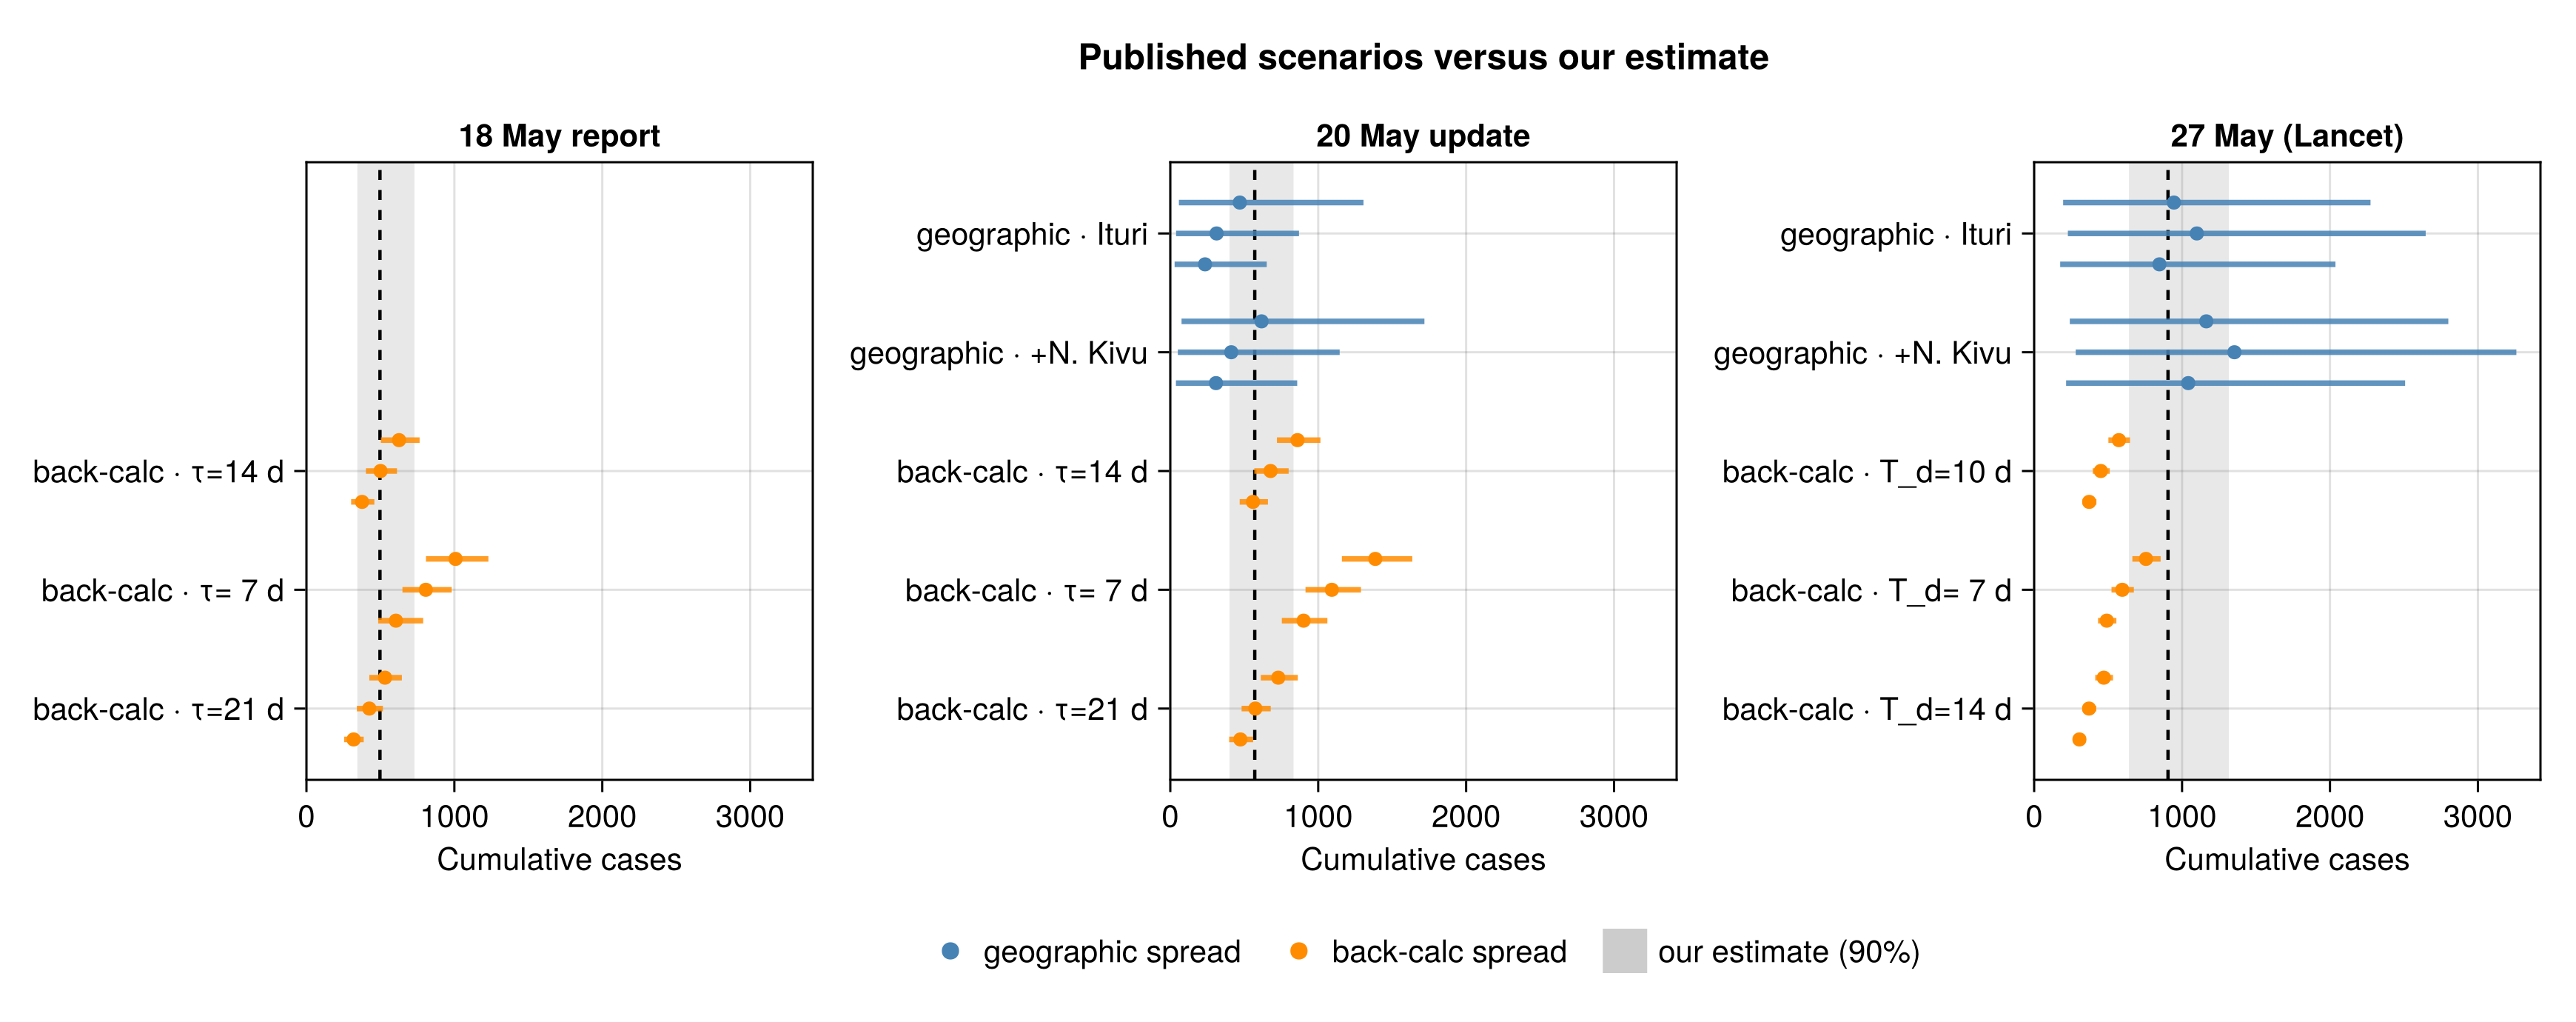 Published scenarios versus our estimate
18 May report
back-calc · τ=14 d
back-calc · τ= 7 d
back-calc · τ=21 d
0 1000 2000 3000
Cumulative cases
20 May update
geographic · Ituri
geographic · +N. Kivu
back-calc · τ=14 d
back-calc · τ= 7 d
back-calc · τ=21 d
0 1000 2000 3000
Cumulative cases
27 May (Lancet)
geographic · Ituri
geographic · +N. Kivu
back-calc · T_d=10 d
back-calc · T_d= 7 d
back-calc · T_d=14 d
0 1000 2000 3000
Cumulative cases
geographic spread back-calc spread our estimate (90%)